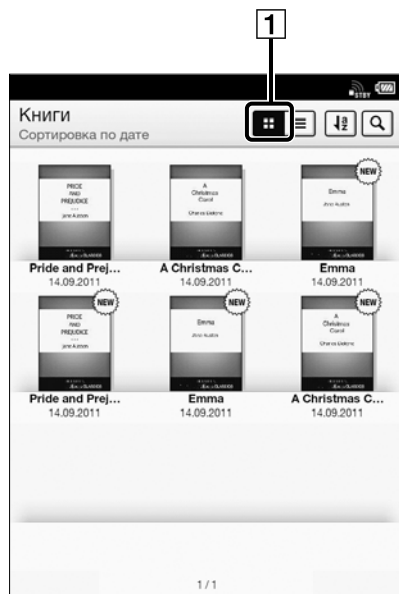 1
STBY
Книги
Сортировка по дате
NEW
PRIDE
AND
PREJUDICE
Jane Austen
A
Christmas
Carol
Charles Dickens
Emma
Jane Austen
Pride and Prej...
A Christmas C...
Emma
14.09.2011
14.09.2011
14.09.2011
NEW
NEW
NEW
PRIDE
AND
PREJUDICE
Jane Austen
Emma
Jane Austen
A
Christmas
Carol
Charles Dickens
Pride and Prej...
Emma
A Christmas C...
14.09.2011
14.09.2011
14.09.2011
1/1